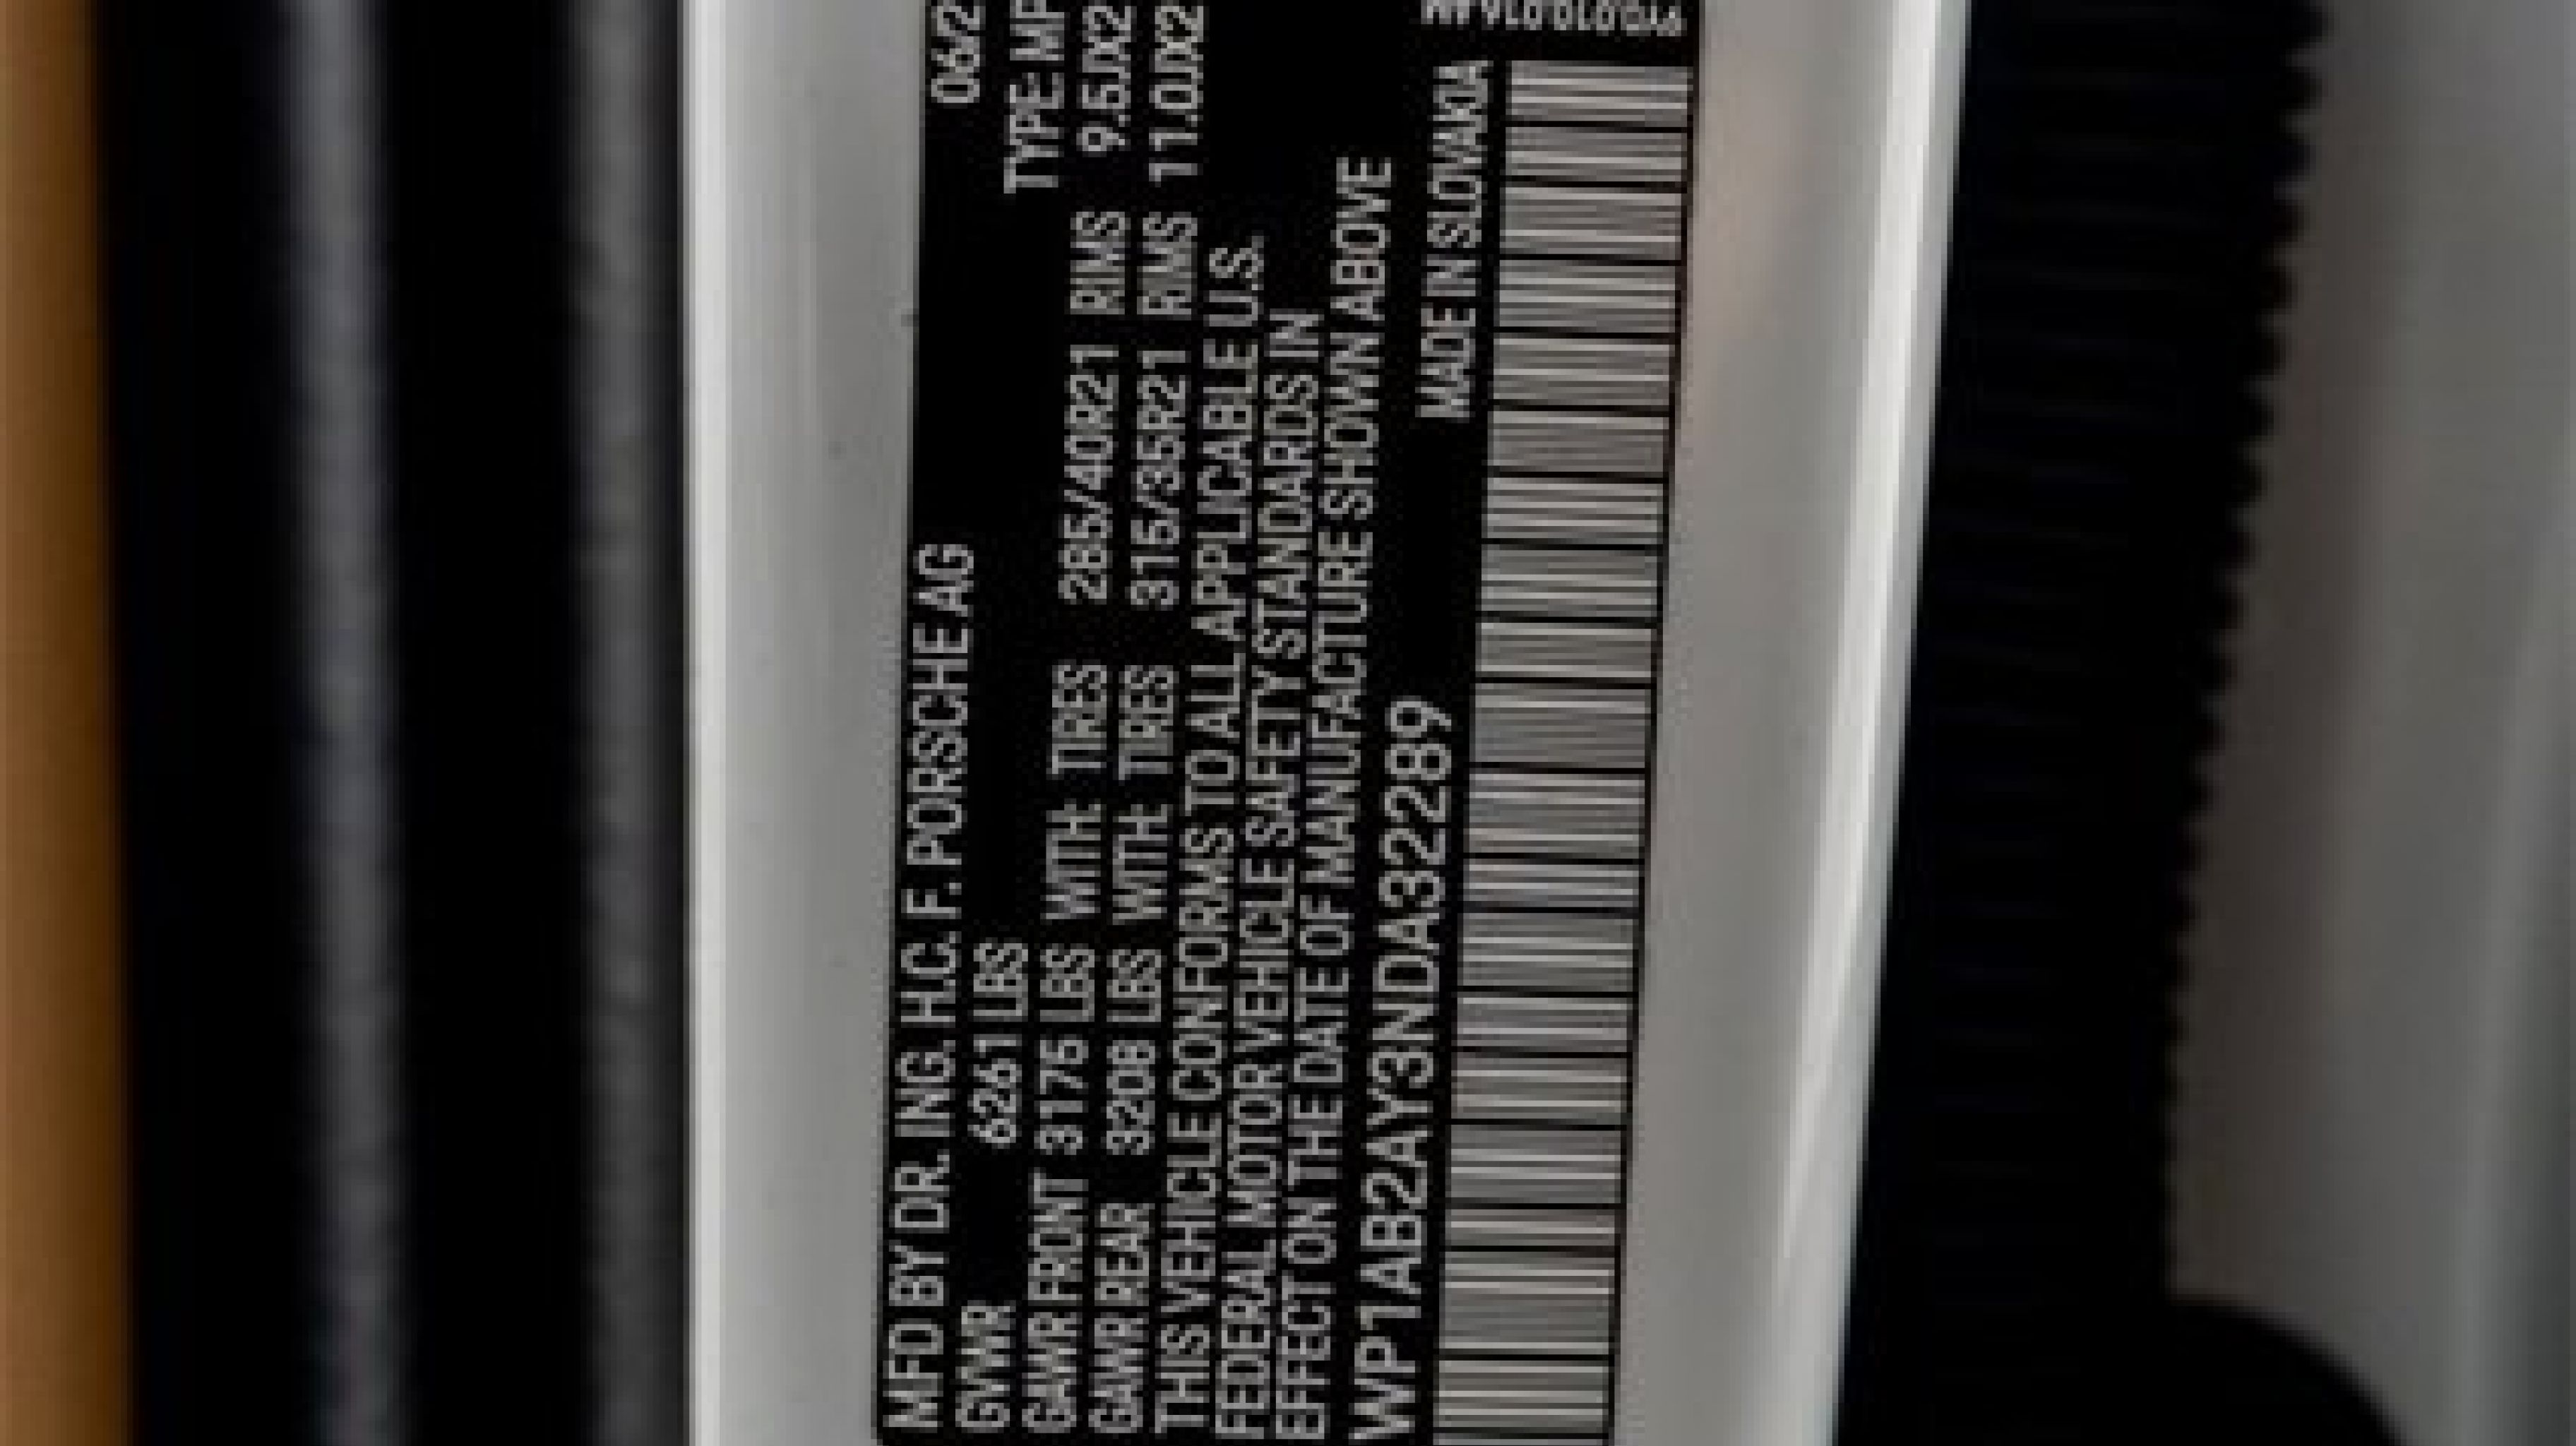 MFD BY DR. ING. H.C. F. PORSCHE AG 06/2
GVWR 6261 LBS TYPE: MP
GAWR FRONT 3175 LBS WITH: TIRES 285/40R21 RIMS 9.5JX2
GAWR REAR 3208 LBS WITH: TIRES 315/35R21 RIMS 11.0JX2
THIS VEHICLE CONFORMS TO ALL APPLICABLE U.S.
FEDERAL MOTOR VEHICLE SAFETY STANDARDS IN
EFFECT ON THE DATE OF MANUFACTURE SHOWN ABOVE
WP1AB2AY3NDA32289 MADE IN SLOVAKIA